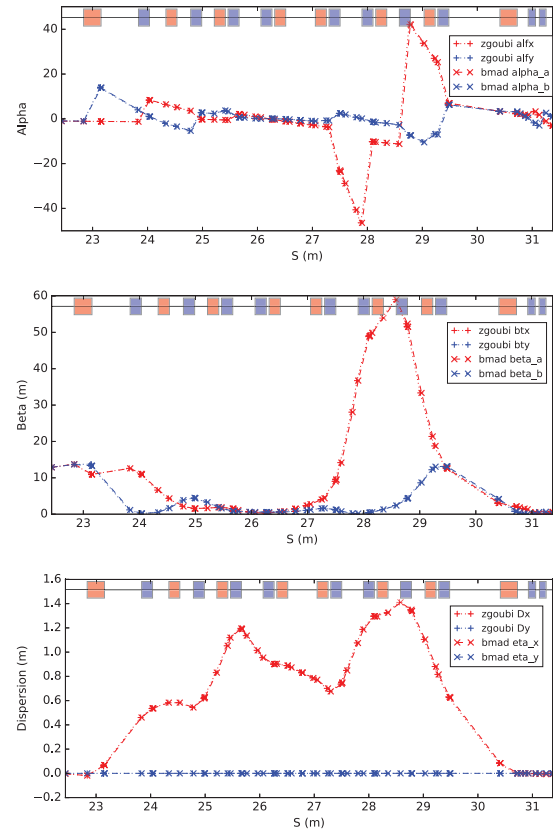 40
20
0
−20
−40
Alpha
zgoubi alfx
zgoubi alfy
bmad alpha_a
bmad alpha_b
23 24 25 26 27 28 29 30 31
S (m)
60
50
40
30
20
10
0
Beta (m)
zgoubi btx
zgoubi bty
bmad beta_a
bmad beta_b
23 24 25 26 27 28 29 30 31
S (m)
1.6
1.4
1.2
1.0
0.8
0.6
0.4
0.2
0.0
−0.2
Dispersion (m)
zgoubi Dx
zgoubi Dy
bmad eta_x
bmad eta_y
23 24 25 26 27 28 29 30 31
S (m)